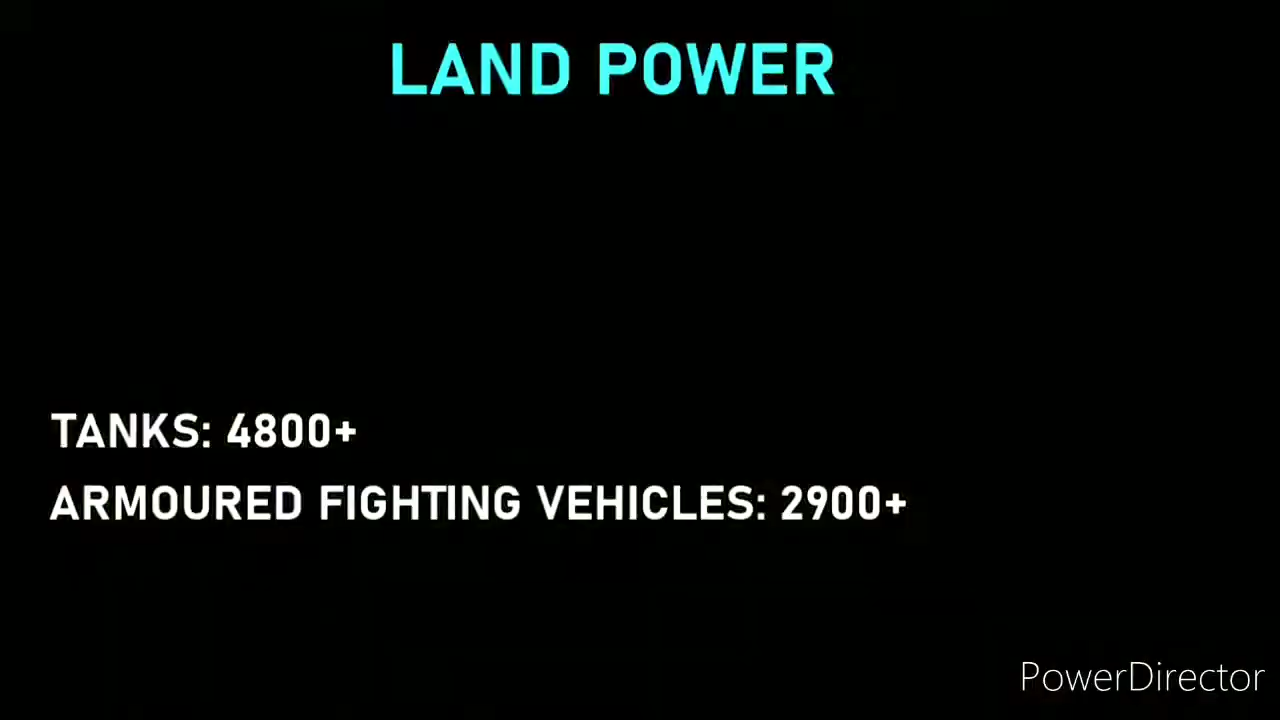 LAND POWER
TANKS: 4800+
ARMOURED FIGHTING VEHICLES: 2900+
PowerDirector